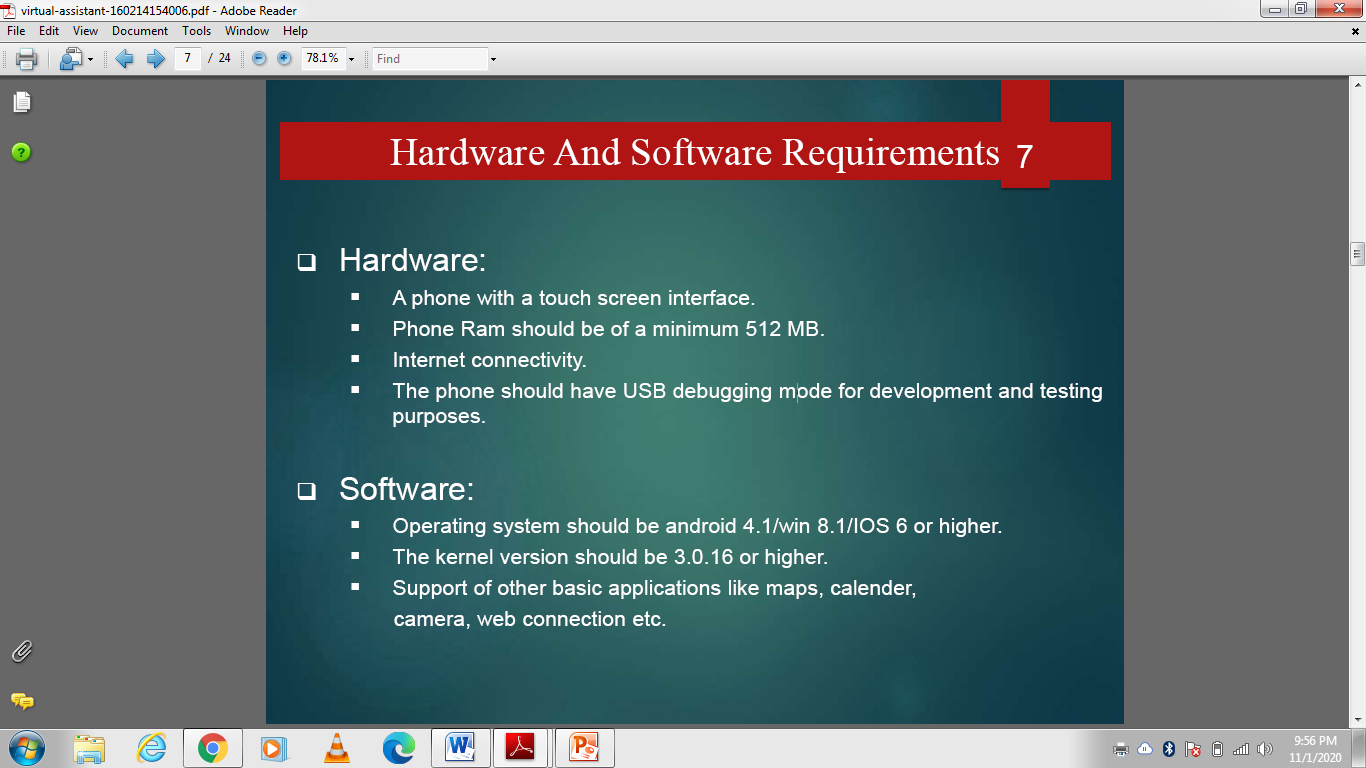 virtual-assistant-160214154006.pdf - Adobe Reader
File Edit View Document Tools Window Help
7 / 24 78.1% Find
Hardware And Software Requirements 7
❑ Hardware:
▪ A phone with a touch screen interface.
▪ Phone Ram should be of a minimum 512 MB.
▪ Internet connectivity.
▪ The phone should have USB debugging mode for development and testing
purposes.
❑ Software:
▪ Operating system should be android 4.1/win 8.1/IOS 6 or higher.
▪ The kernel version should be 3.0.16 or higher.
▪ Support of other basic applications like maps, calender,
camera, web connection etc.
9:56 PM
11/1/2020